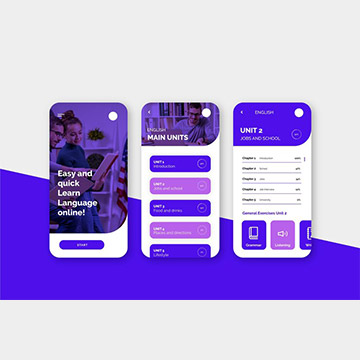 Easy and
quick
Learn
Language
online!
START
ENGLISH
MAIN UNITS
UNIT 1
Introduction
UNIT 2
Jobs and school
UNIT 3
Food and drinks
UNIT 4
Places and directions
UNIT 5
Lifestyle
ENGLISH
UNIT 2
JOBS AND SCHOOL
Chapter 1 Introduction
Chapter 2
Chapter 3
Chapter 4
Chapter 5
General Exercises Unit 2
Grammar
Listening